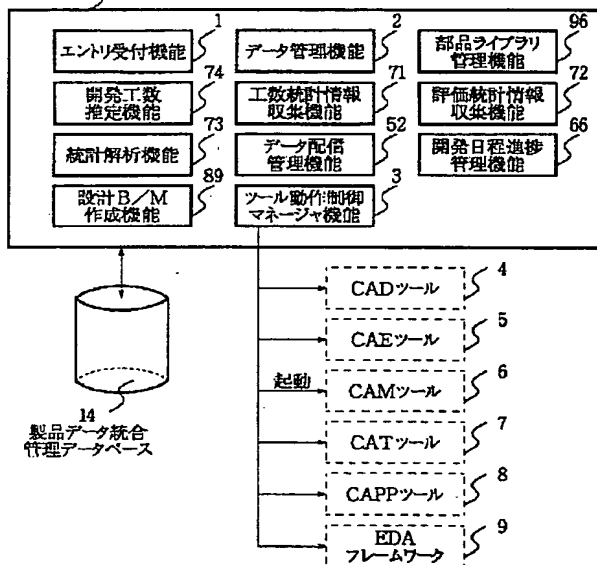 1
2
96
エントリ受付機能
データ管理機能
部品ライブラリ
管理機能
74
71
72
開発工数
推定機能
工数統計情報
収集機能
評価統計情報
収集機能
73
52
66
統計解析機能
データ配信
管理機能
開発日程進捗
管理機能
89
3
設計B/M
作成機能
ツール動作制御
マネージャ機能
4
CADツール
5
CAEツール
起動
6
CAMツール
14
製品データ統合
管理データベース
7
CATツール
8
CAPPツール
9
EDA
フレームワーク